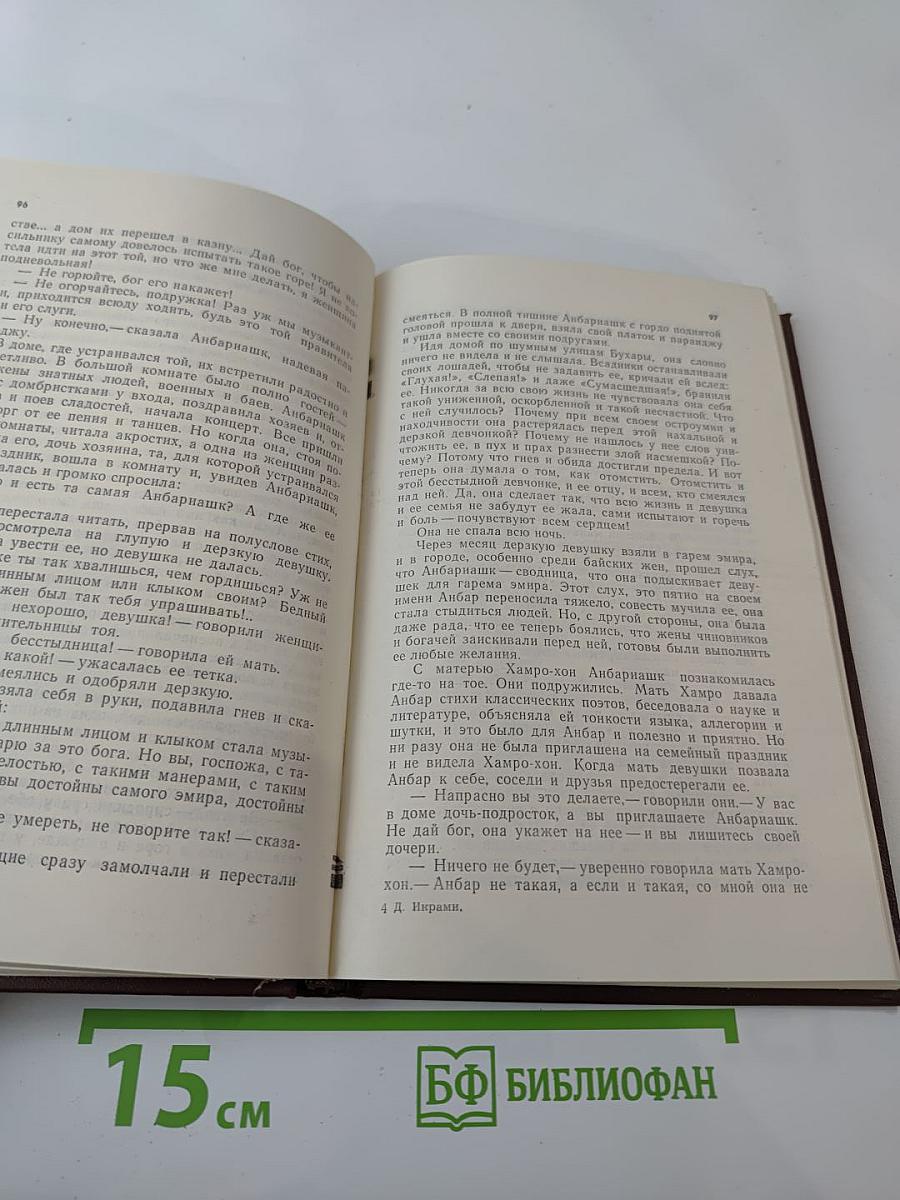 96
стве... а дом их перешел в казну... Дай бог, чтобы на-
сильнику самому довелось испытать такое горе! Я не хо-
тела идти на этот той, но что же мне делать, я женщина
подневольная!
— Не горюйте, бог его накажет!
— Не огорчайтесь, подружка! Раз уж мы музыкант-
и, приходится всюду ходить, будь это той правителя
и его слуги.
— Ну конечно,— сказала Анбариашк, надевая па-
джу.
В доме, где устраивался той, их встретили радостно и
етливо. В большой комнате было полно гостей —
жены знатных людей, военных и баев. Анбариашк
с домбристками у входа, поздравила хозяев и, от-
а и поев сладостей, начала концерт. Все пришли
орг от ее пения и танцев. Но когда она, стоя по-
комнаты, читала акростих, а одна из женщин раз-
ла его, дочь хозяина, та, для которой устраивался
здник, вошла в комнату и, увидев Анбариашк,
алась и громко спросила:
о и есть та самая Анбариашк? А где же ее
перестала читать, прервав на полуслове стих,
осмотрела на глупую и дерзкую девушку.
а увести ее, но девушка не далась.
же ты так хвалишься, чем гордишься? Уж не
инным лицом или клыком своим? Бедный
жен был так тебя упрашивать!..
нехорошо, девушка! — говорили женщи-
ительницы тоя.
бесстыдница! — говорила ей мать.
какой! — ужасалась ее тетка.
меялись и одобряли дерзкую.
зяла себя в руки, подавила гнев и ска-
й:
длинным лицом и клыком стала музы-
арю за это бога. Но вы, госпожа, с та-
елостью, с такими манерами, с таким
вы достойны самого эмира, достойны
е умереть, не говорите так! — сказа-
щие сразу замолчали и перестали
97
смеяться. В полной тишине Анбариашк с гордо поднятой
головой прошла к двери, взяла свой платок и паранджу
и ушла вместе со своими подругами.
Идя домой по шумным улицам Бухары, она словно
ничего не видела и не слышала. Всадники останавливали
своих лошадей, чтобы не задавить ее, кричали ей вслед:
«Глухая!», «Слепая!» и даже «Сумасшедшая!», бранили
ее. Никогда за всю свою жизнь не чувствовала она себя
такой униженной, оскорбленной и такой несчастной. Что
с ней случилось? Почему при всем своем остроумии и
находчивости она растерялась перед этой нахальной и
дерзкой девчонкой? Почему не нашлось у нее слов уни-
чтожить ее, в пух и прах разнести злой насмешкой? По-
чему? Потому что гнев и обида достигли предела. И вот
теперь она думала о том, как отомстить. Отомстить и
этой бесстыдной девчонке, и ее отцу, и всем, кто смеялся
над ней. Да, она сделает так, что всю жизнь и девушка
и ее семья не забудут ее жала, сами испытают и горечь
и боль — почувствуют всем сердцем!
Она не спала всю ночь.
Через месяц дерзкую девушку взяли в гарем эмира,
и в городе, особенно среди байских жен, прошел слух,
что Анбариашк — сводница, что она подыскивает деву-
шек для гарема эмира. Этот слух, это пятно на своем
имени Анбар переносила тяжело, совесть мучила ее, она
стала стыдиться людей. Но, с другой стороны, она была
даже рада, что ее теперь боялись, что жены чиновников
и богачей заискивали перед ней, готовы были выполнить
ее любые желания.
С матерью Хамро-хон Анбариашк познакомилась
где-то на тое. Они подружились. Мать Хамро давала
Анбар стихи классических поэтов, беседовала о науке и
литературе, объясняла ей тонкости языка, аллегории и
шутки, и это было для Анбар и полезно и приятно. Но
ни разу она не была приглашена на семейный праздник
и не видела Хамро-хон. Когда мать девушки позвала
Анбар к себе, соседи и друзья предостерегали ее.
— Напрасно вы это делаете,— говорили они.— У вас
в доме дочь-подросток, а вы приглашаете Анбариашк.
Не дай бог, она укажет на нее — и вы лишитесь своей
дочери.
— Ничего не будет,— уверенно говорила мать Хамро-
хон.— Анбар не такая, а если и такая, со мной она не
4 Д. Икрами.
15 см
БФ БИБЛИОФАН